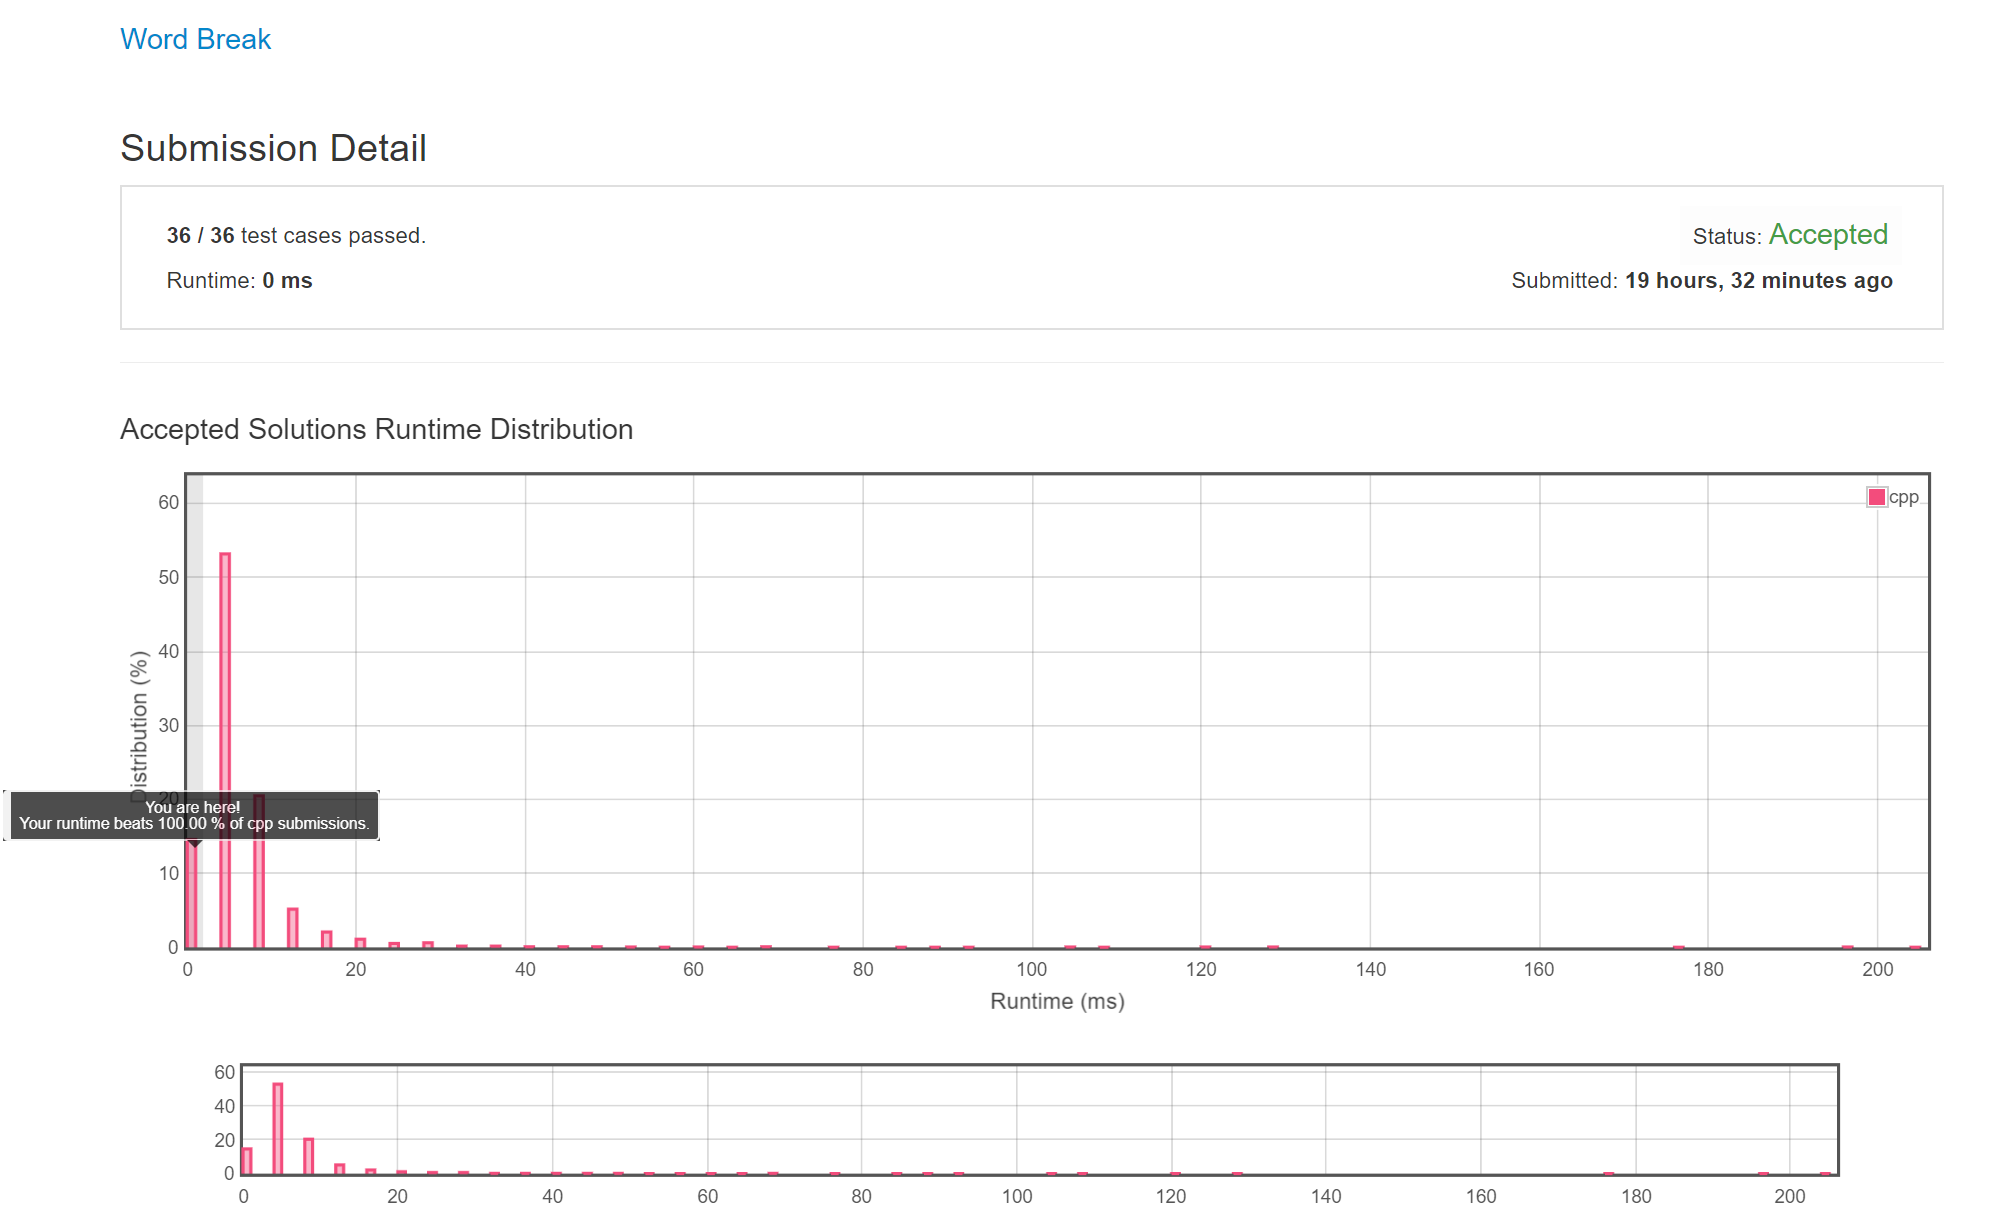 Word Break
Submission Detail
36 / 36 test cases passed.
Status: Accepted
Runtime: 0 ms
Submitted: 19 hours, 32 minutes ago
Accepted Solutions Runtime Distribution
60
50
40
30
20
10
0
Distribution (%)
cpp
You are here!
Your runtime beats 100.00 % of cpp submissions.
0 20 40 60 80 100 120 140 160 180 200
Runtime (ms)
60
40
20
0
0 20 40 60 80 100 120 140 160 180 200